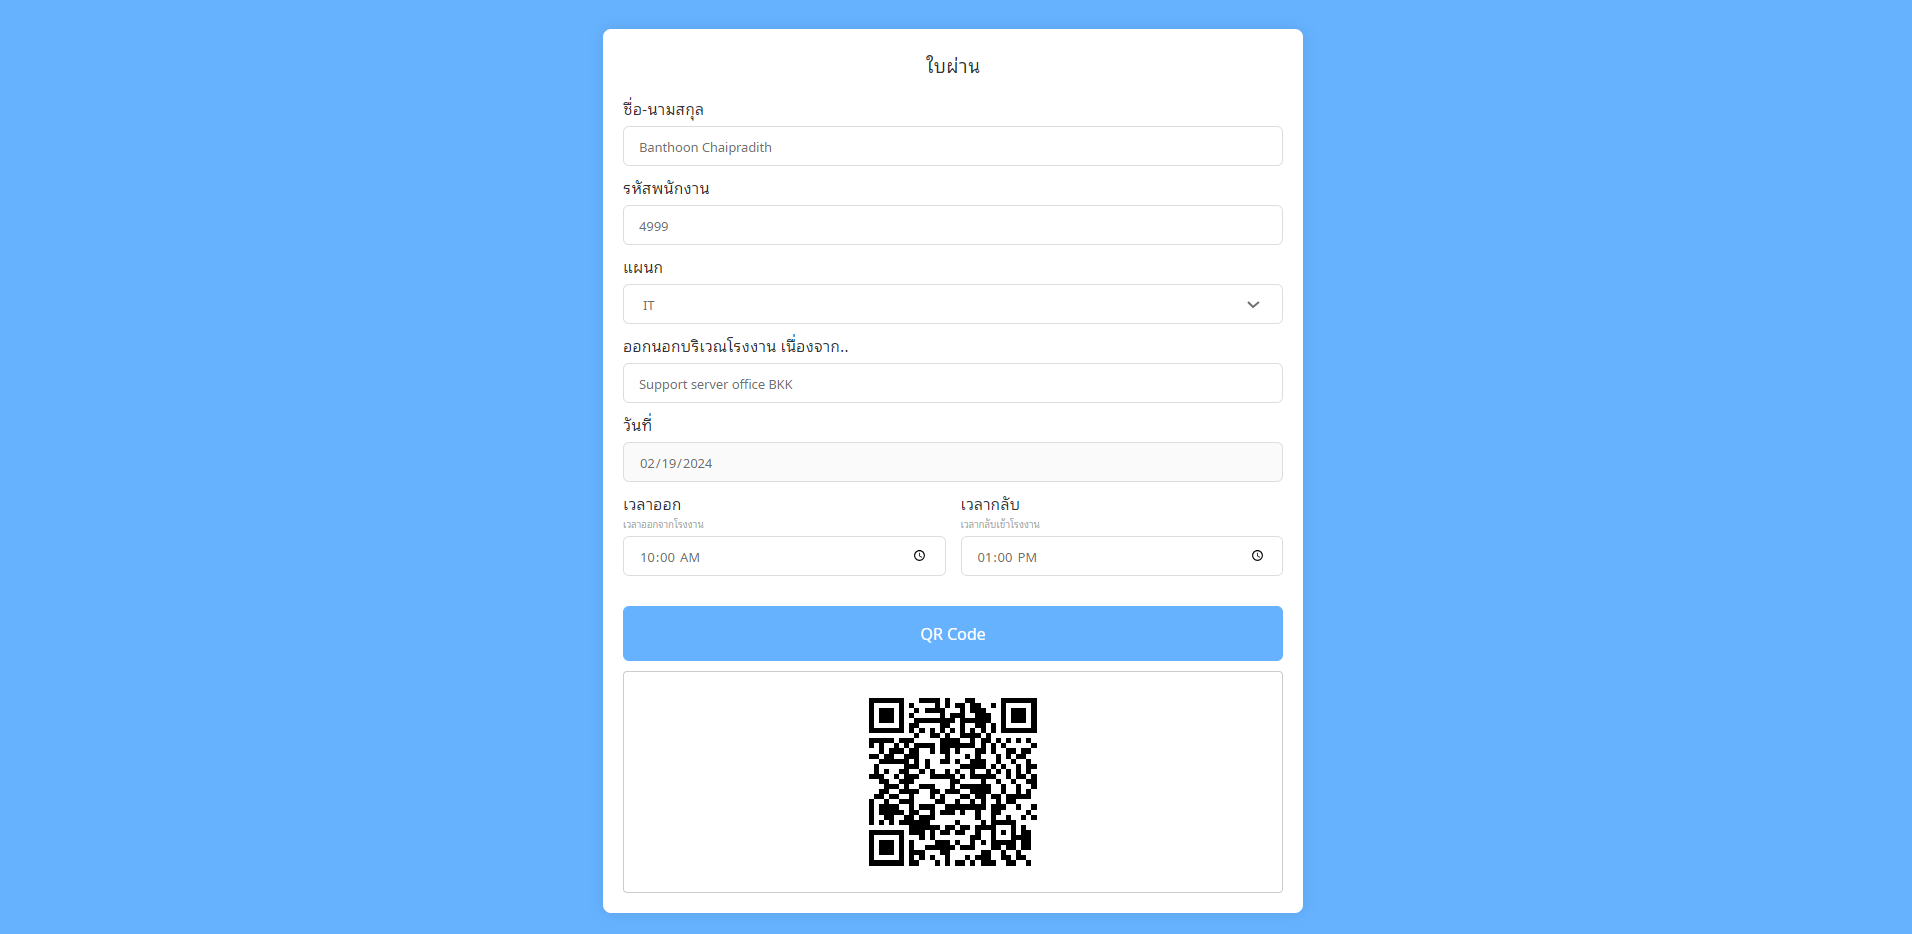 ใบผ่าน
ชื่อ-นามสกุล
Banthoon Chaipradith
รหัสพนักงาน
4999
แผนก
IT
ออกนอกบริเวณโรงงาน เนื่องจาก..
Support server office BKK
วันที่
02/19/2024
เวลาออก
เวลาออกจากโรงงาน
10:00 AM
เวลากลับ
เวลากลับเข้าโรงงาน
01:00 PM
QR Code